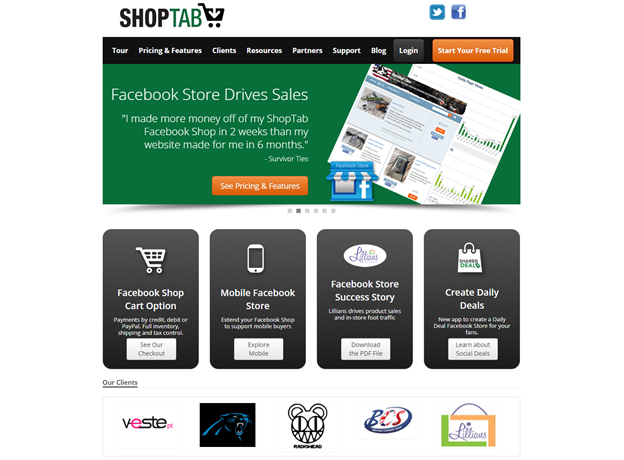 SHOPTAB
Tour Pricing & Features Clients Resources Partners Support Blog Login Start Your Free Trial
Facebook Store Drives Sales
"I made more money off of my ShopTab
Facebook Shop in 2 weeks than my
website made for me in 6 months."
- Survivor Ties
See Pricing & Features
Facebook Store
f
Facebook Shop
Cart Option
Payments by credit, debit or
PayPal. Full inventory,
shipping and tax control.
See Our
Checkout
Mobile Facebook
Store
Extend your Facebook Shop
to support mobile buyers
Explore
Mobile
Lillians
Facebook Store
Success Story
Lillians drives product sales
and in-store foot traffic
Download
the PDF File
SHARED
DEALS
Create Daily
Deals
New app to create a Daily
Deal Facebook Store for your
fans.
Learn about
Social Deals
Our Clients
v-este.pt
RADIOHEAD
BCS
Lillians